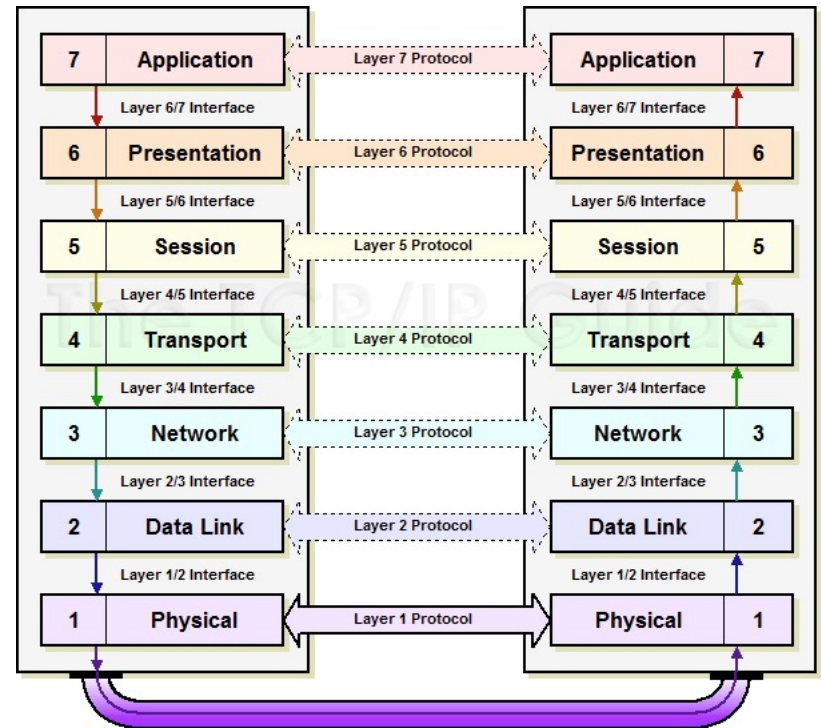 7 Application Layer 7 Protocol Application 7
Layer 6/7 Interface Layer 6/7 Interface
6 Presentation Layer 6 Protocol Presentation 6
Layer 5/6 Interface Layer 5/6 Interface
5 Session Layer 5 Protocol Session 5
Layer 4/5 Interface Layer 4/5 Interface
The TCP/IP Guide
4 Transport Layer 4 Protocol Transport 4
Layer 3/4 Interface Layer 3/4 Interface
3 Network Layer 3 Protocol Network 3
Layer 2/3 Interface Layer 2/3 Interface
2 Data Link Layer 2 Protocol Data Link 2
Layer 1/2 Interface Layer 1/2 Interface
1 Physical Layer 1 Protocol Physical 1